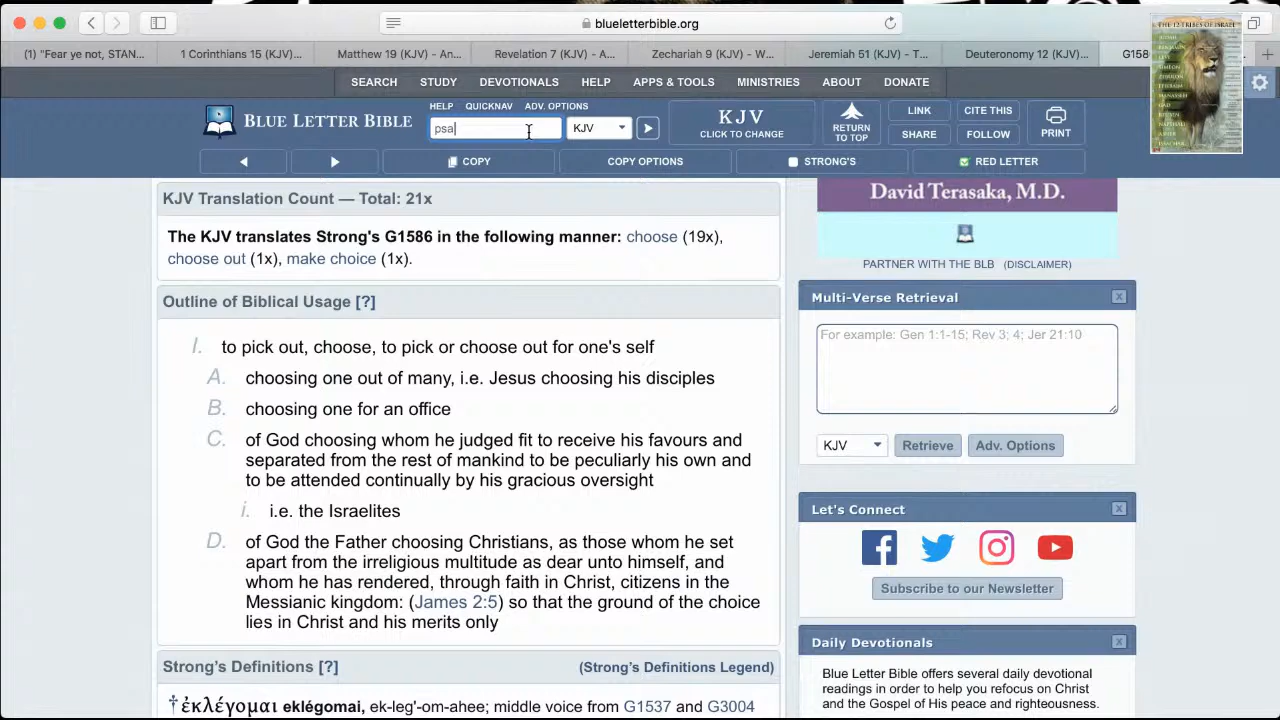 blueletterbible.org
(1) "Fear ye not, STAN...
1 Corinthians 15 (KJV)...
Matthew 19 (KJV) - An...
Revelation 7 (KJV) - A...
Zechariah 9 (KJV) - W...
Jeremiah 51 (KJV) - T...
Deuteronomy 12 (KJV)...
G158
THE 12 TRIBES OF ISRAEL
SEARCH STUDY DEVOTIONALS HELP APPS & TOOLS MINISTRIES ABOUT DONATE
HELP QUICKNAV ADV. OPTIONS
BLUE LETTER BIBLE
psa
KJV
KJV
CLICK TO CHANGE
RETURN
TO TOP
LINK
CITE THIS
SHARE
FOLLOW
PRINT
COPY
COPY OPTIONS
STRONG'S
RED LETTER
KJV Translation Count — Total: 21x
The KJV translates Strong's G1586 in the following manner: choose (19x),
choose out (1x), make choice (1x).
Outline of Biblical Usage [?]
I. to pick out, choose, to pick or choose out for one's self
A. choosing one out of many, i.e. Jesus choosing his disciples
B. choosing one for an office
C. of God choosing whom he judged fit to receive his favours and
separated from the rest of mankind to be peculiarly his own and
to be attended continually by his gracious oversight
i. i.e. the Israelites
D. of God the Father choosing Christians, as those whom he set
apart from the irreligious multitude as dear unto himself, and
whom he has rendered, through faith in Christ, citizens in the
Messianic kingdom: (James 2:5) so that the ground of the choice
lies in Christ and his merits only
Strong's Definitions [?]
(Strong's Definitions Legend)
†ἐκλέγομαι eklégomai, ek-leg'-om-ahee; middle voice from G1537 and G3004
David Terasaka, M.D.
PARTNER WITH THE BLB (DISCLAIMER)
Multi-Verse Retrieval
X
For example: Gen 1:1-15; Rev 3; 4; Jer 21:10
KJV
Retrieve
Adv. Options
Let's Connect
X
Subscribe to our Newsletter
Daily Devotionals
X
Blue Letter Bible offers several daily devotional
readings in order to help you refocus on Christ
and the Gospel of His peace and righteousness.